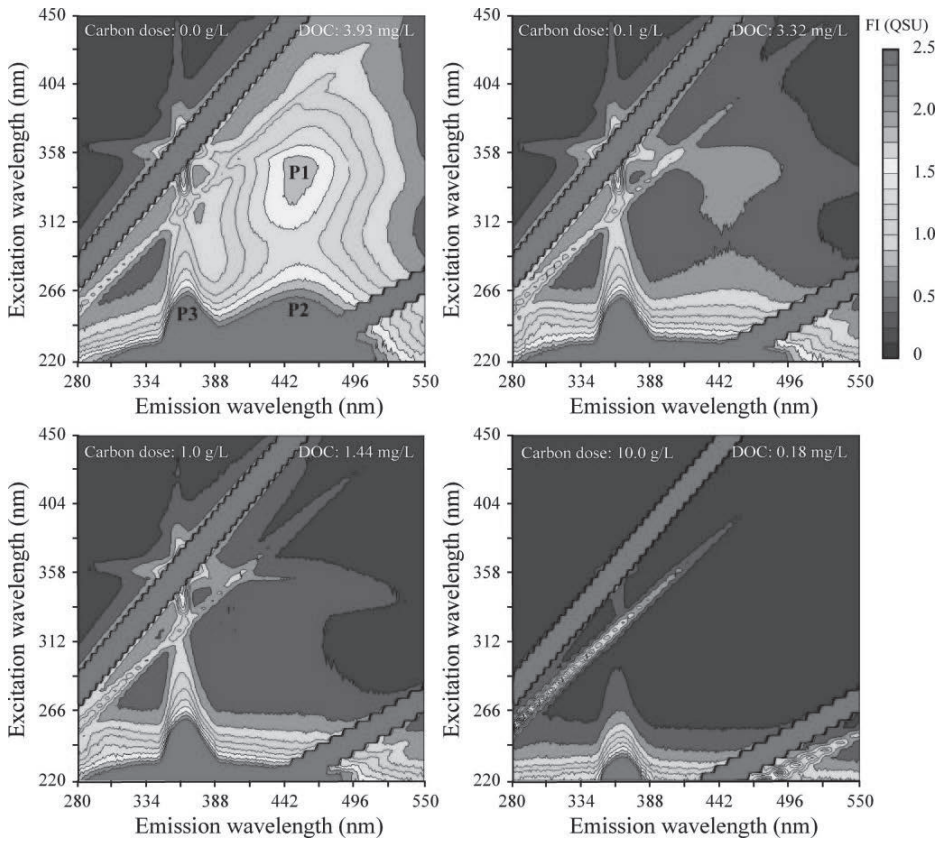 Carbon dose: 0.0 g/L DOC: 3.93 mg/L
P1
P2
P3
450
404
358
312
266
220
280 334 388 442 496 550
Excitation wavelength (nm)
Emission wavelength (nm)
Carbon dose: 0.1 g/L DOC: 3.32 mg/L
450
404
358
312
266
220
280 334 388 442 496 550
Excitation wavelength (nm)
Emission wavelength (nm)
FI (QSU)
2.5
2.0
1.5
1.0
0.5
0
Carbon dose: 1.0 g/L DOC: 1.44 mg/L
450
404
358
312
266
220
280 334 388 442 496 550
Excitation wavelength (nm)
Emission wavelength (nm)
Carbon dose: 10.0 g/L DOC: 0.18 mg/L
450
404
358
312
266
220
280 334 388 442 496 550
Excitation wavelength (nm)
Emission wavelength (nm)